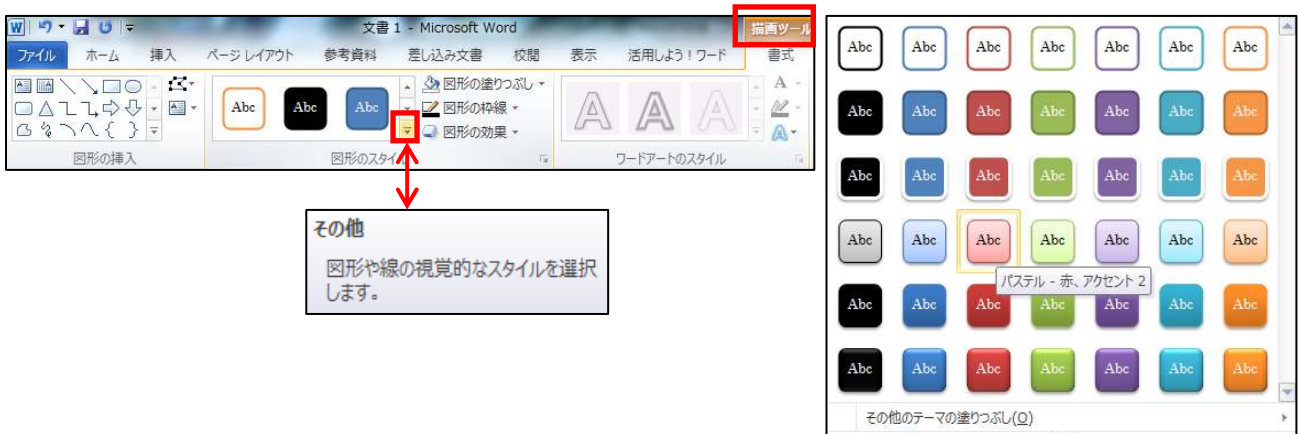 文書 1 - Microsoft Word
描画ツール
ファイル ホーム 挿入 ページ レイアウト 参考資料 差し込み文書 校閲 表示 活用しよう！ワード 書式
Abc Abc Abc
図形の塗りつぶし
図形の枠線
図形の効果
A A A
A
A
図形の挿入 図形のスタイル ワードアートのスタイル
その他
図形や線の視覚的なスタイルを選択
します。
Abc Abc Abc Abc Abc Abc Abc
Abc Abc Abc Abc Abc Abc Abc
Abc Abc Abc Abc Abc Abc Abc
Abc Abc Abc Abc Abc Abc Abc
パステル - 赤、アクセント 2
Abc Abc Abc Abc Abc Abc Abc
Abc Abc Abc Abc Abc Abc Abc
その他のテーマの塗りつぶし(O)